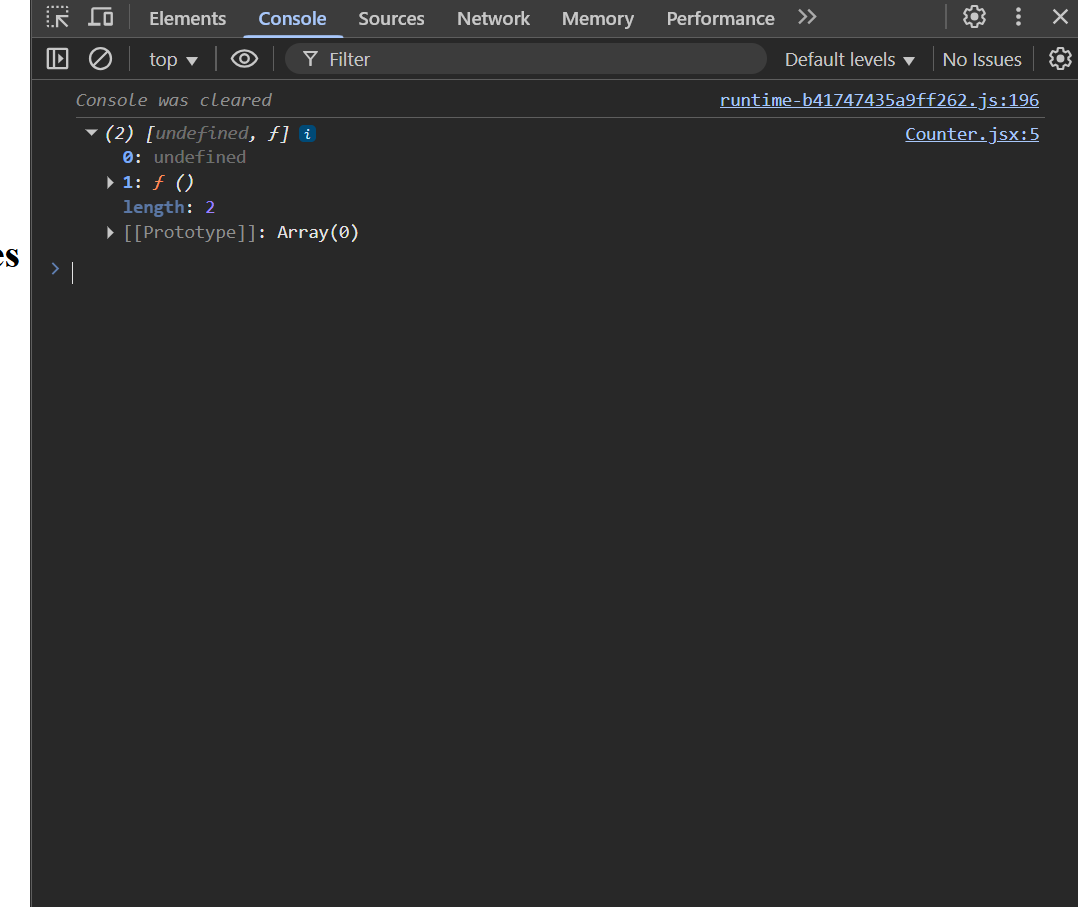 Elements Console Sources Network Memory Performance
top Filter Default levels No Issues
Console was cleared runtime-b41747435a9ff262.js:196
(2) [undefined, ƒ] i Counter.jsx:5
0: undefined
1: ƒ ()
length: 2
es
[[Prototype]]: Array(0)